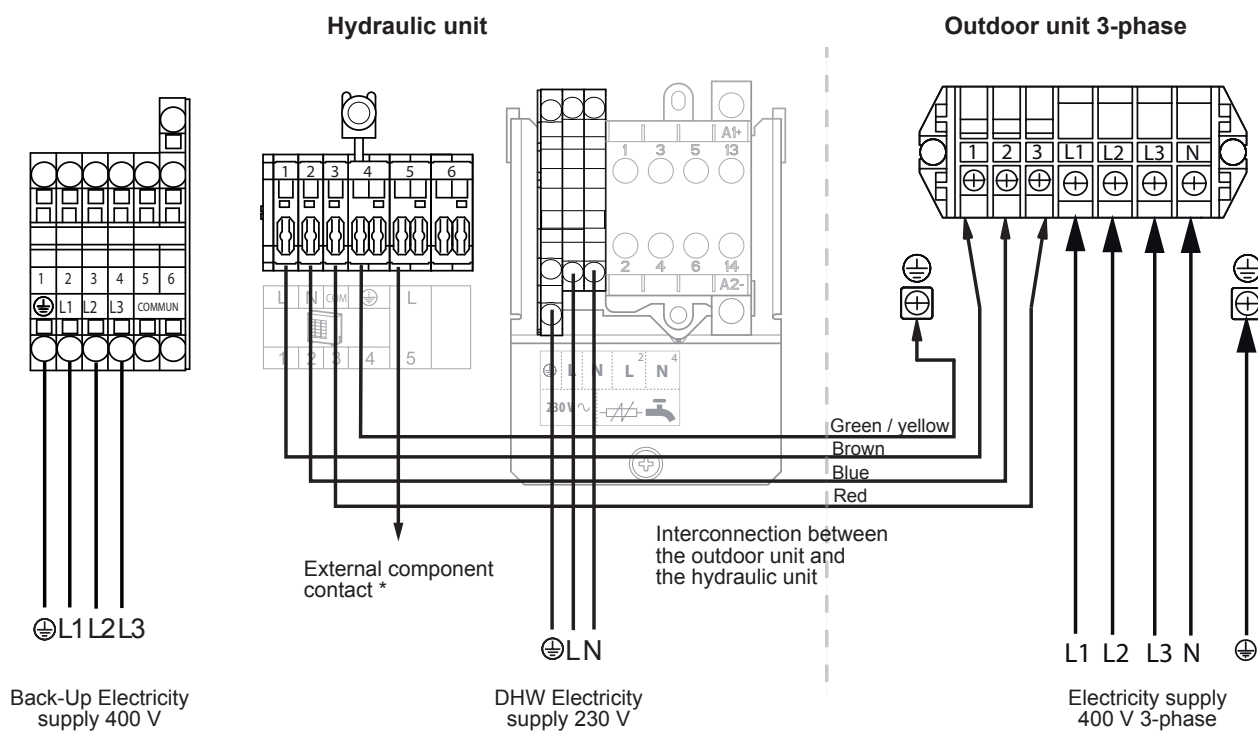 Hydraulic unit
Outdoor unit 3-phase
1 2 3 4 5 6
⏚ L1 L2 L3 COMMUN
1 2 3 4 5 6
L N COM ⏚ L
1 2 3 4 5
A1+
1 3 5 13
2 4 6 14
A2-
⏚ L N L 2 N 4
230 V ~
1 2 3 L1 L2 L3 N
⏚
⏚
Green / yellow
Brown
Blue
Red
Interconnection between
the outdoor unit and
the hydraulic unit
External component
contact *
⏚ L1 L2 L3
Back-Up Electricity
supply 400 V
⏚ L N
DHW Electricity
supply 230 V
L1 L2 L3 N ⏚
Electricity supply
400 V 3-phase